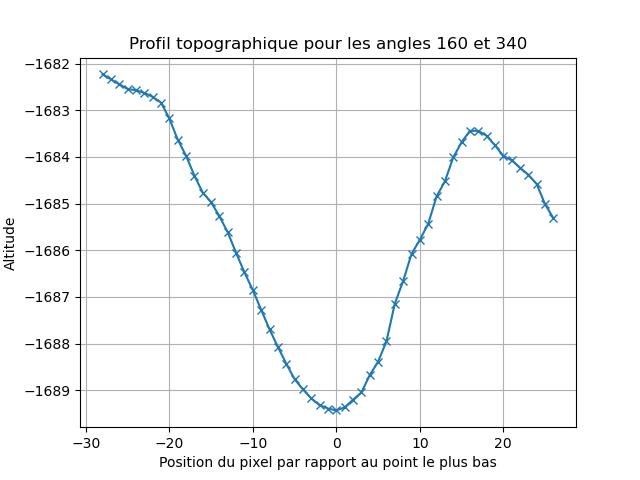 Profil topographique pour les angles 160 et 340
Altitude
−1682
−1683
−1684
−1685
−1686
−1687
−1688
−1689
−30 −20 −10 0 10 20
Position du pixel par rapport au point le plus bas